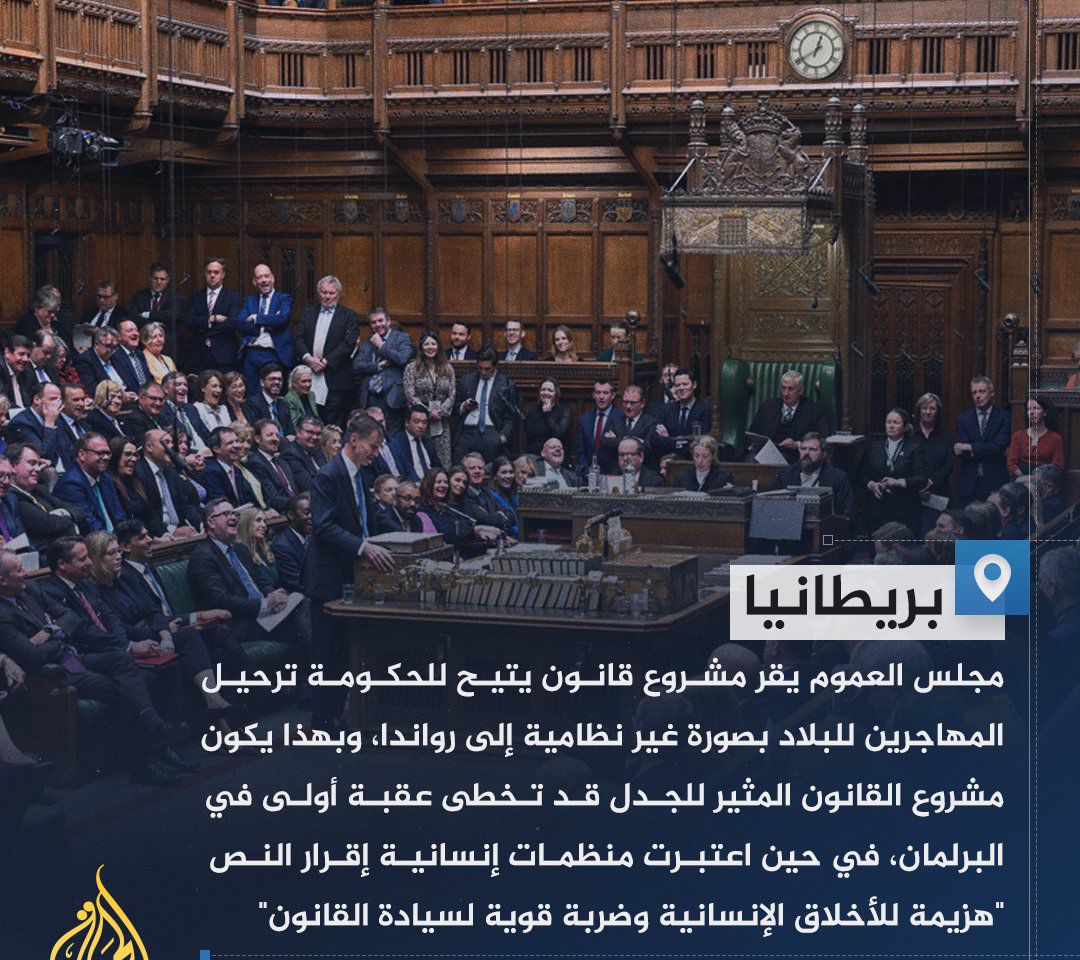 بريطانيا
مجلس العموم يقر مشروع قانون يتيح للحكومة ترحيل
المهاجرين للبلاد بصورة غير نظامية إلى رواندا، وبهذا يكون
مشروع القانون المثير للجدل قد تخطى عقبة أولى في
البرلمان، في حين اعتبرت منظمات إنسانية إقرار النص
"هزيمة للأخلاق الإنسانية وضربة قوية لسيادة القانون"